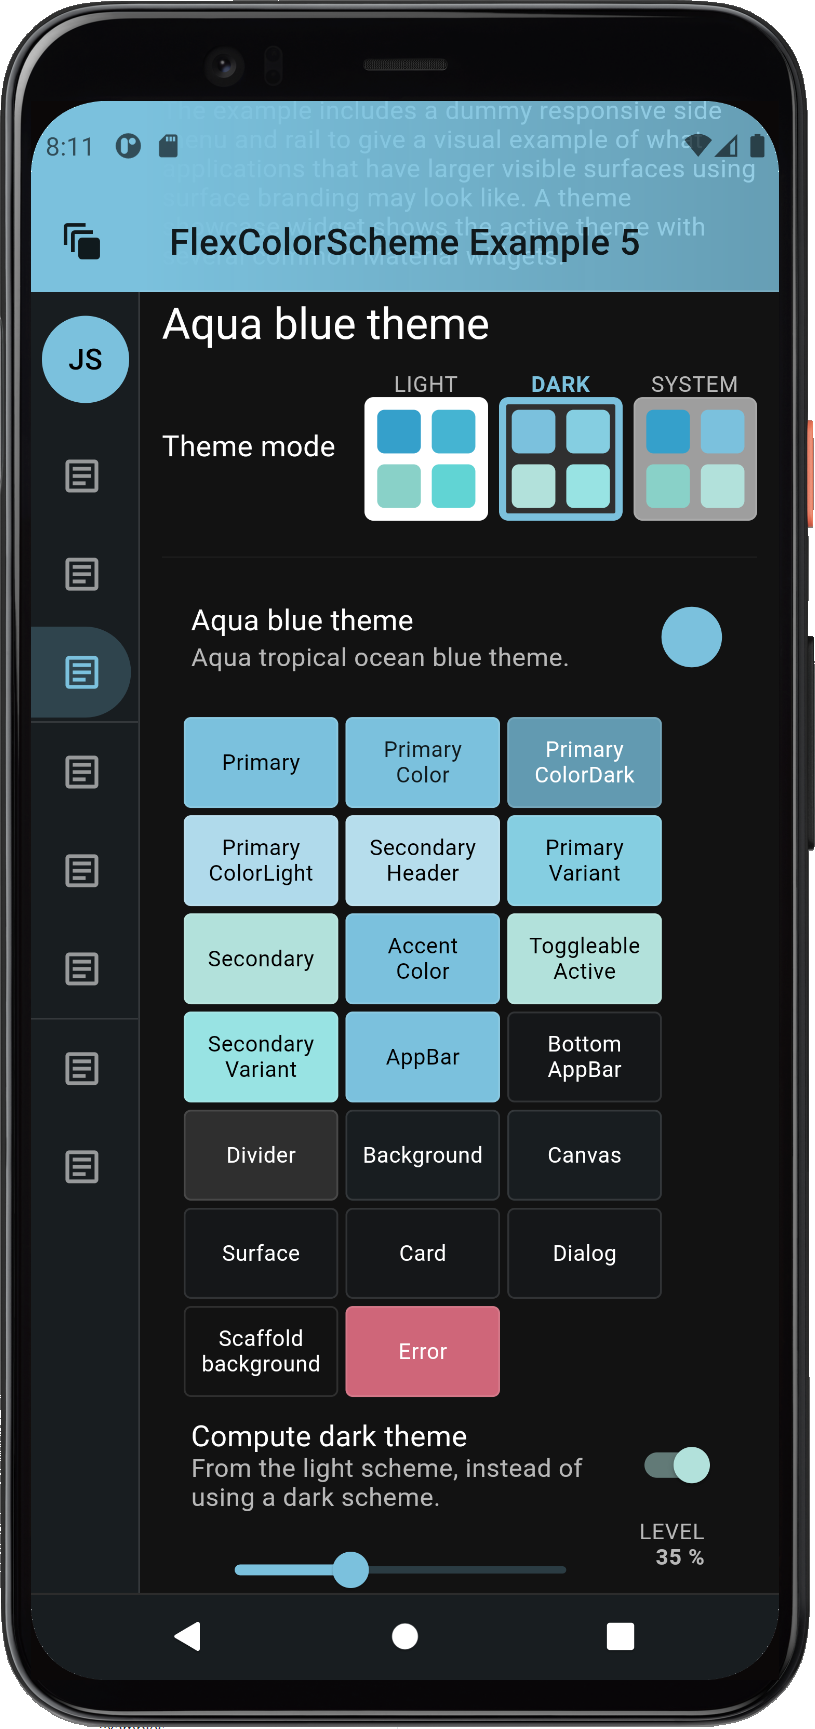 he example includes a dummy responsive side
8:11
enu and rail to give a visual example of what
applications that have larger visible surfaces using
surface branding may look like. A theme
showcase widget shows the active theme with
FlexColorScheme Example 5
several common Material widgets.
Aqua blue theme
JS
LIGHT
DARK
SYSTEM
Theme mode
Aqua blue theme
Aqua tropical ocean blue theme.
Primary
Primary
Color
Primary
ColorDark
Primary
ColorLight
Secondary
Header
Primary
Variant
Secondary
Accent
Color
Toggleable
Active
Secondary
Variant
AppBar
Bottom
AppBar
Divider
Background
Canvas
Surface
Card
Dialog
Scaffold
background
Error
Compute dark theme
From the light scheme, instead of
using a dark scheme.
LEVEL
35 %